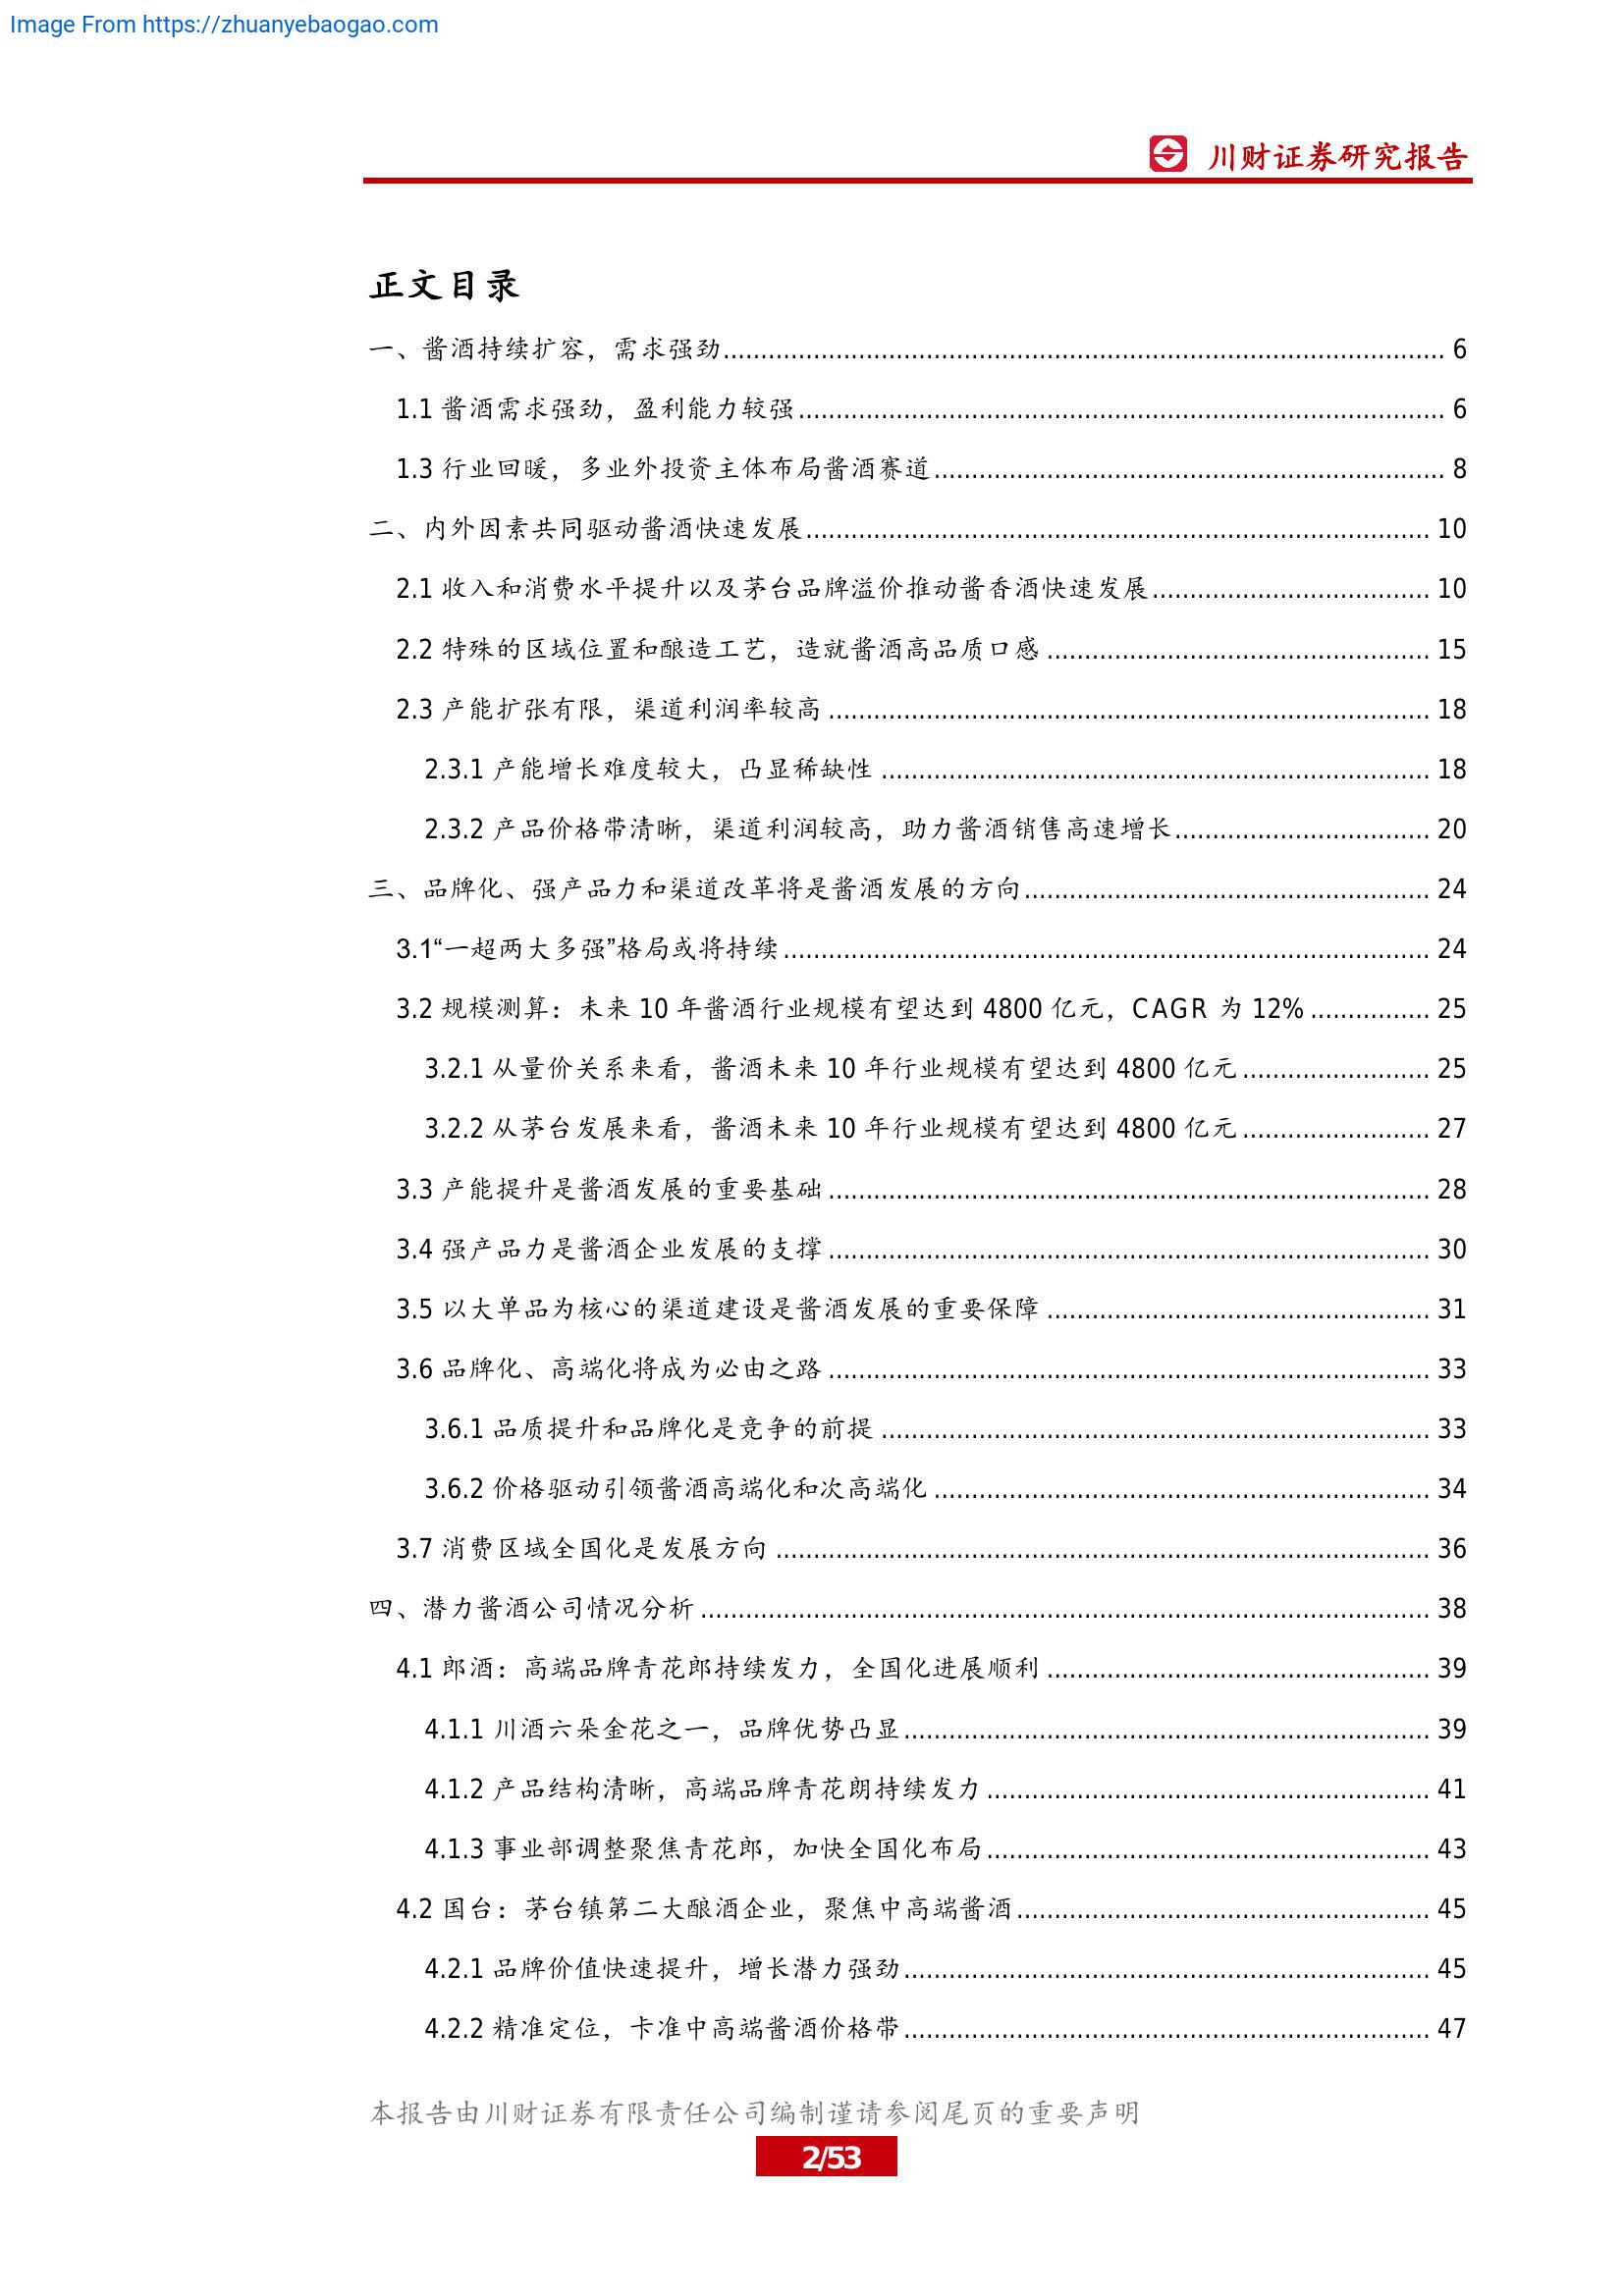 Image From https://zhuanyebaogao.com
川财证券研究报告
正文目录
一、酱酒持续扩容，需求强劲 6
1.1 酱酒需求强劲，盈利能力较强 6
1.3 行业回暖，多业外投资主体布局酱酒赛道 8
二、内外因素共同驱动酱酒快速发展 10
2.1 收入和消费水平提升以及茅台品牌溢价推动酱香酒快速发展 10
2.2 特殊的区域位置和酿造工艺，造就酱酒高品质口感 15
2.3 产能扩张有限，渠道利润率较高 18
2.3.1 产能增长难度较大，凸显稀缺性 18
2.3.2 产品价格带清晰，渠道利润较高，助力酱酒销售高速增长 20
三、品牌化、强产品力和渠道改革将是酱酒发展的方向 24
3.1“一超两大多强”格局或将持续 24
3.2 规模测算：未来 10 年酱酒行业规模有望达到 4800 亿元，CAGR 为 12% 25
3.2.1 从量价关系来看，酱酒未来 10 年行业规模有望达到 4800 亿元 25
3.2.2 从茅台发展来看，酱酒未来 10 年行业规模有望达到 4800 亿元 27
3.3 产能提升是酱酒发展的重要基础 28
3.4 强产品力是酱酒企业发展的支撑 30
3.5 以大单品为核心的渠道建设是酱酒发展的重要保障 31
3.6 品牌化、高端化将成为必由之路 33
3.6.1 品质提升和品牌化是竞争的前提 33
3.6.2 价格驱动引领酱酒高端化和次高端化 34
3.7 消费区域全国化是发展方向 36
四、潜力酱酒公司情况分析 38
4.1 郎酒：高端品牌青花郎持续发力，全国化进展顺利 39
4.1.1 川酒六朵金花之一，品牌优势凸显 39
4.1.2 产品结构清晰，高端品牌青花朗持续发力 41
4.1.3 事业部调整聚焦青花郎，加快全国化布局 43
4.2 国台：茅台镇第二大酿酒企业，聚焦中高端酱酒 45
4.2.1 品牌价值快速提升，增长潜力强劲 45
4.2.2 精准定位，卡准中高端酱酒价格带 47
本报告由川财证券有限责任公司编制谨请参阅尾页的重要声明
2/53